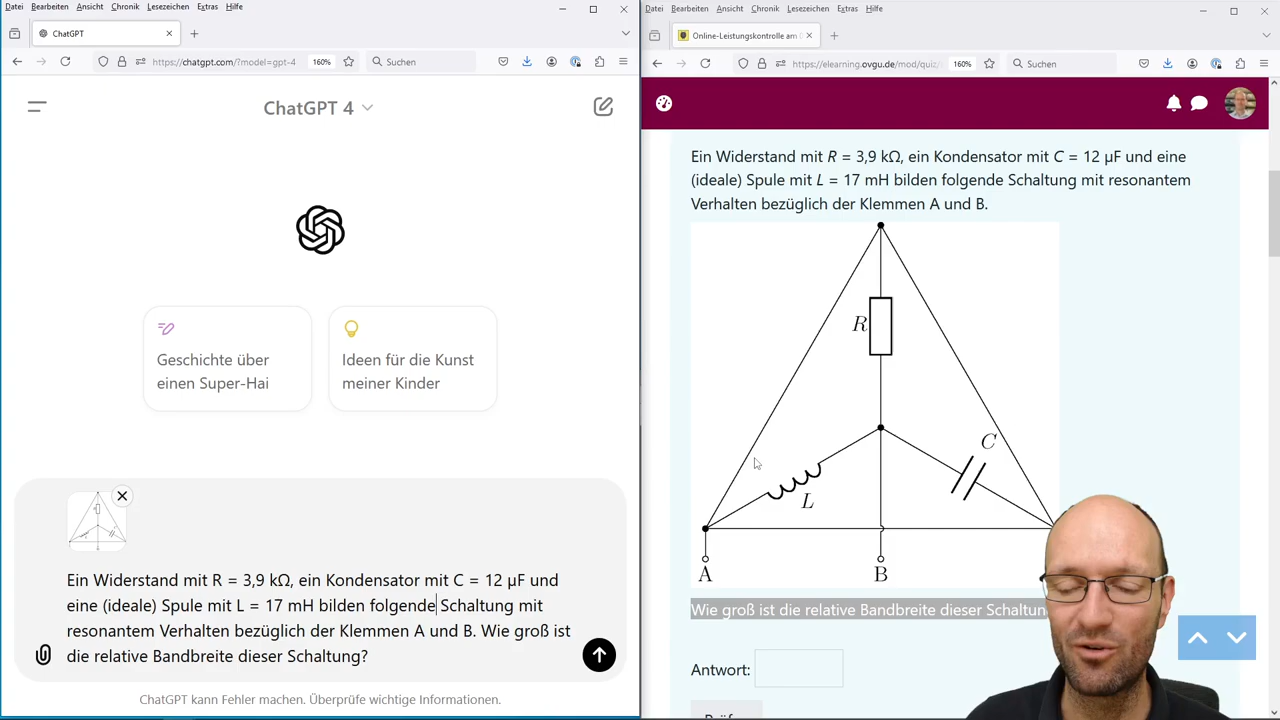 Datei Bearbeiten Ansicht Chronik Lesezeichen Extras Hilfe
ChatGPT
https://chatgpt.com/?model=gpt-4
160%
Suchen
ChatGPT 4
Geschichte über
einen Super-Hai
Ideen für die Kunst
meiner Kinder
Ein Widerstand mit R = 3,9 kΩ, ein Kondensator mit C = 12 µF und
eine (ideale) Spule mit L = 17 mH bilden folgende Schaltung mit
resonantem Verhalten bezüglich der Klemmen A und B. Wie groß ist
die relative Bandbreite dieser Schaltung?
ChatGPT kann Fehler machen. Überprüfe wichtige Informationen.
Datei Bearbeiten Ansicht Chronik Lesezeichen Extras Hilfe
Online-Leistungskontrolle am
https://elearning.ovgu.de/mod/quiz/
160%
Suchen
Ein Widerstand mit R = 3,9 kΩ, ein Kondensator mit C = 12 µF und eine
(ideale) Spule mit L = 17 mH bilden folgende Schaltung mit resonantem
Verhalten bezüglich der Klemmen A und B.
R
C
L
A
B
Wie groß ist die relative Bandbreite dieser Schaltun
Antwort: